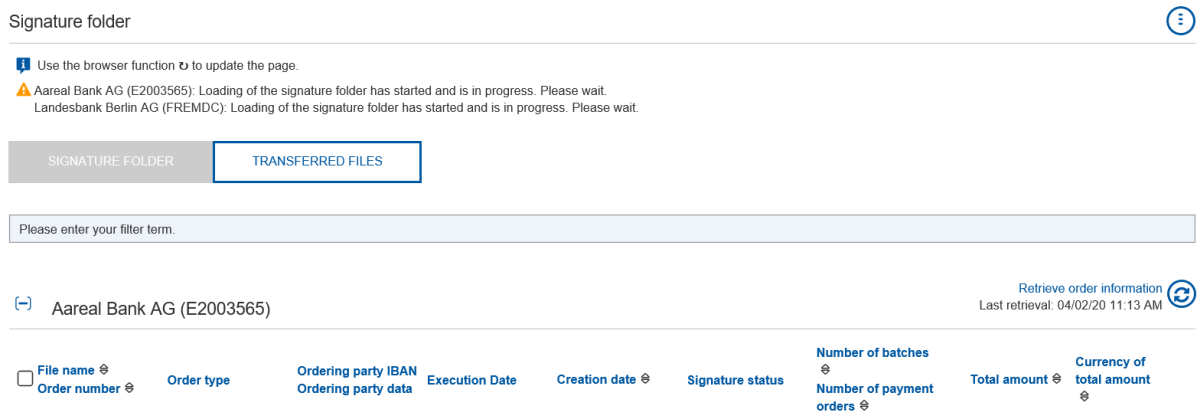 Signature folder
Use the browser function ↻ to update the page.
Aareal Bank AG (E2003565): Loading of the signature folder has started and is in progress. Please wait.
Landesbank Berlin AG (FREMDC): Loading of the signature folder has started and is in progress. Please wait.
SIGNATURE FOLDER
TRANSFERRED FILES
Please enter your filter term.
Aareal Bank AG (E2003565)
Retrieve order information
Last retrieval: 04/02/20 11:13 AM
File name
Order number
Order type
Ordering party IBAN
Ordering party data
Execution Date
Creation date
Signature status
Number of batches
Number of payment
orders
Total amount
Currency of
total amount